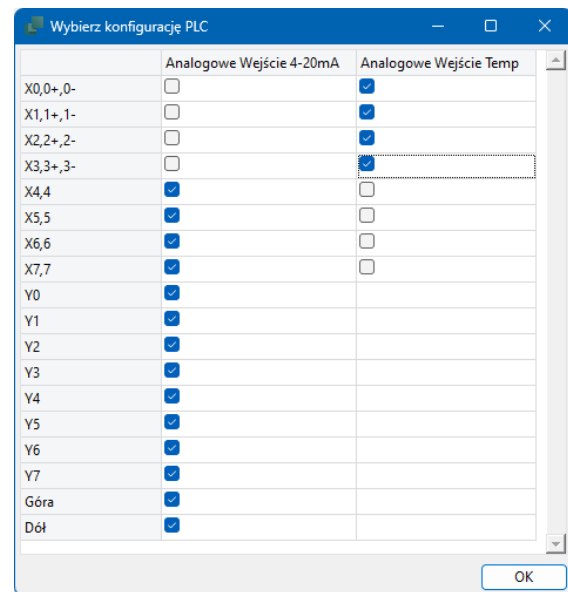 Wybierz konfigurację PLC
Analogowe Wejście 4-20mA Analogowe Wejście Temp
X0,0+,0-
X1,1+,1-
X2,2+,2-
X3,3+,3-
X4,4
X5,5
X6,6
X7,7
Y0
Y1
Y2
Y3
Y4
Y5
Y6
Y7
Góra
Dół
OK